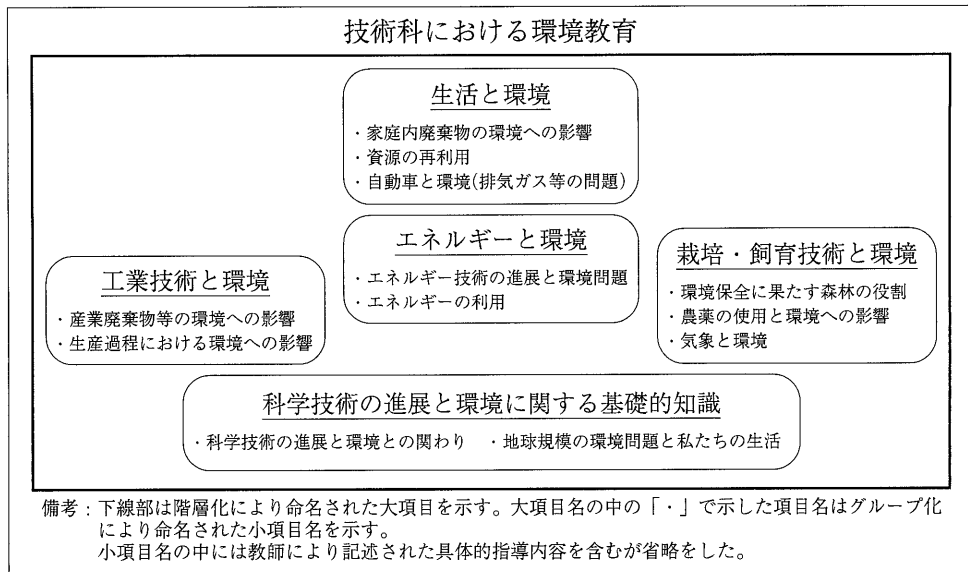 技術科における環境教育
生活と環境
・家庭内廃棄物の環境への影響
・資源の再利用
・自動車と環境(排気ガス等の問題)
エネルギーと環境
・エネルギー技術の進展と環境問題
・エネルギーの利用
工業技術と環境
・産業廃棄物等の環境への影響
・生産過程における環境への影響
栽培・飼育技術と環境
・環境保全に果たす森林の役割
・農薬の使用と環境への影響
・気象と環境
科学技術の進展と環境に関する基礎的知識
・科学技術の進展と環境との関わり ・地球規模の環境問題と私たちの生活
備考：下線部は階層化により命名された大項目を示す。大項目名の中の「・」で示した項目名はグループ化
により命名された小項目名を示す。
小項目名の中には教師により記述された具体的指導内容を含むが省略をした。